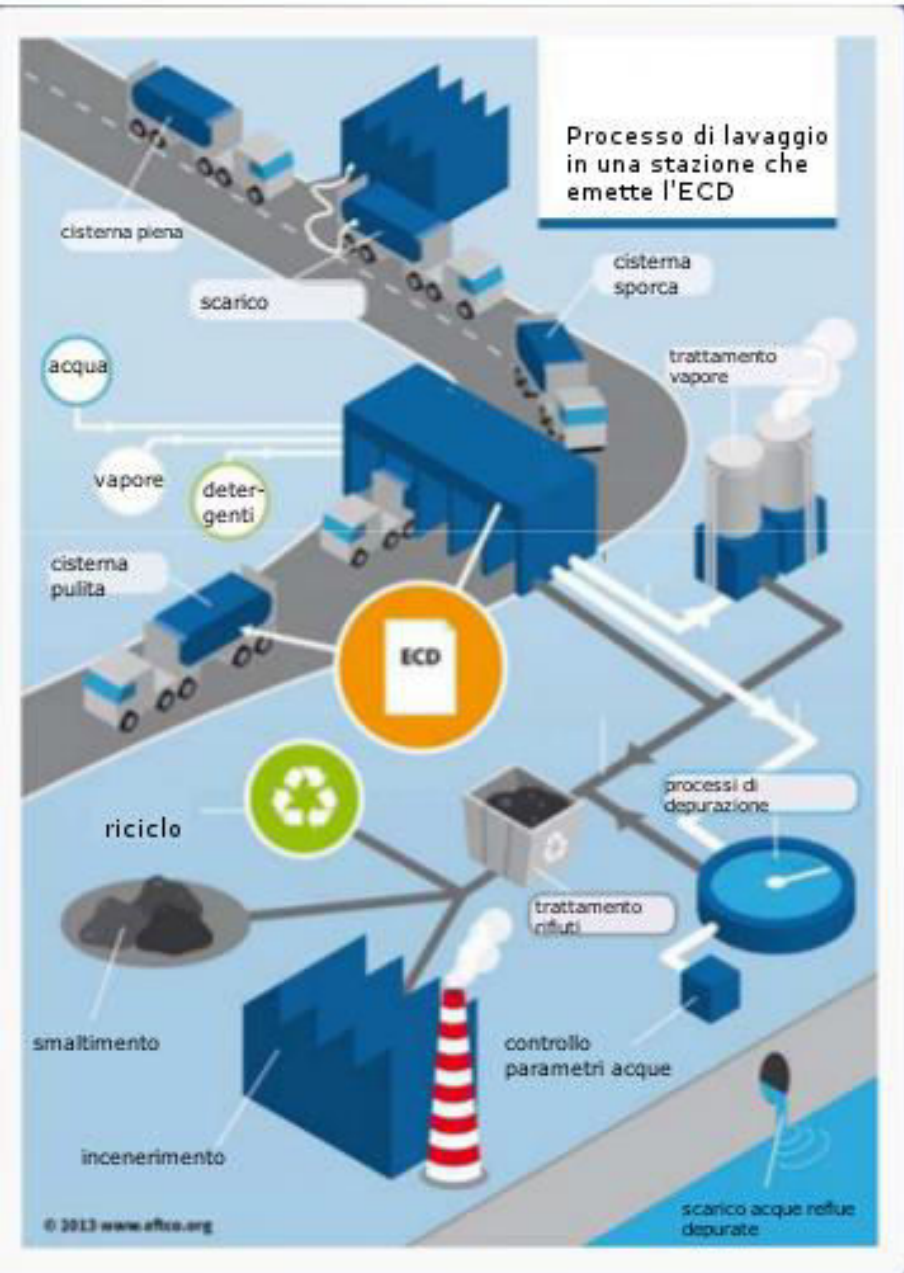 Processo di lavaggio
in una stazione che
emette l'ECD
cisterna piena
scarico
cisterna
sporca
trattamento
vapore
acqua
vapore
deter-
genti
cisterna
pulita
ECD
processi di
depurazione
riciclo
trattamento
rifiuti
smaltimento
controllo
parametri acque
incenerimento
scarico acque reflue
depurate
© 2013 www.eftco.org